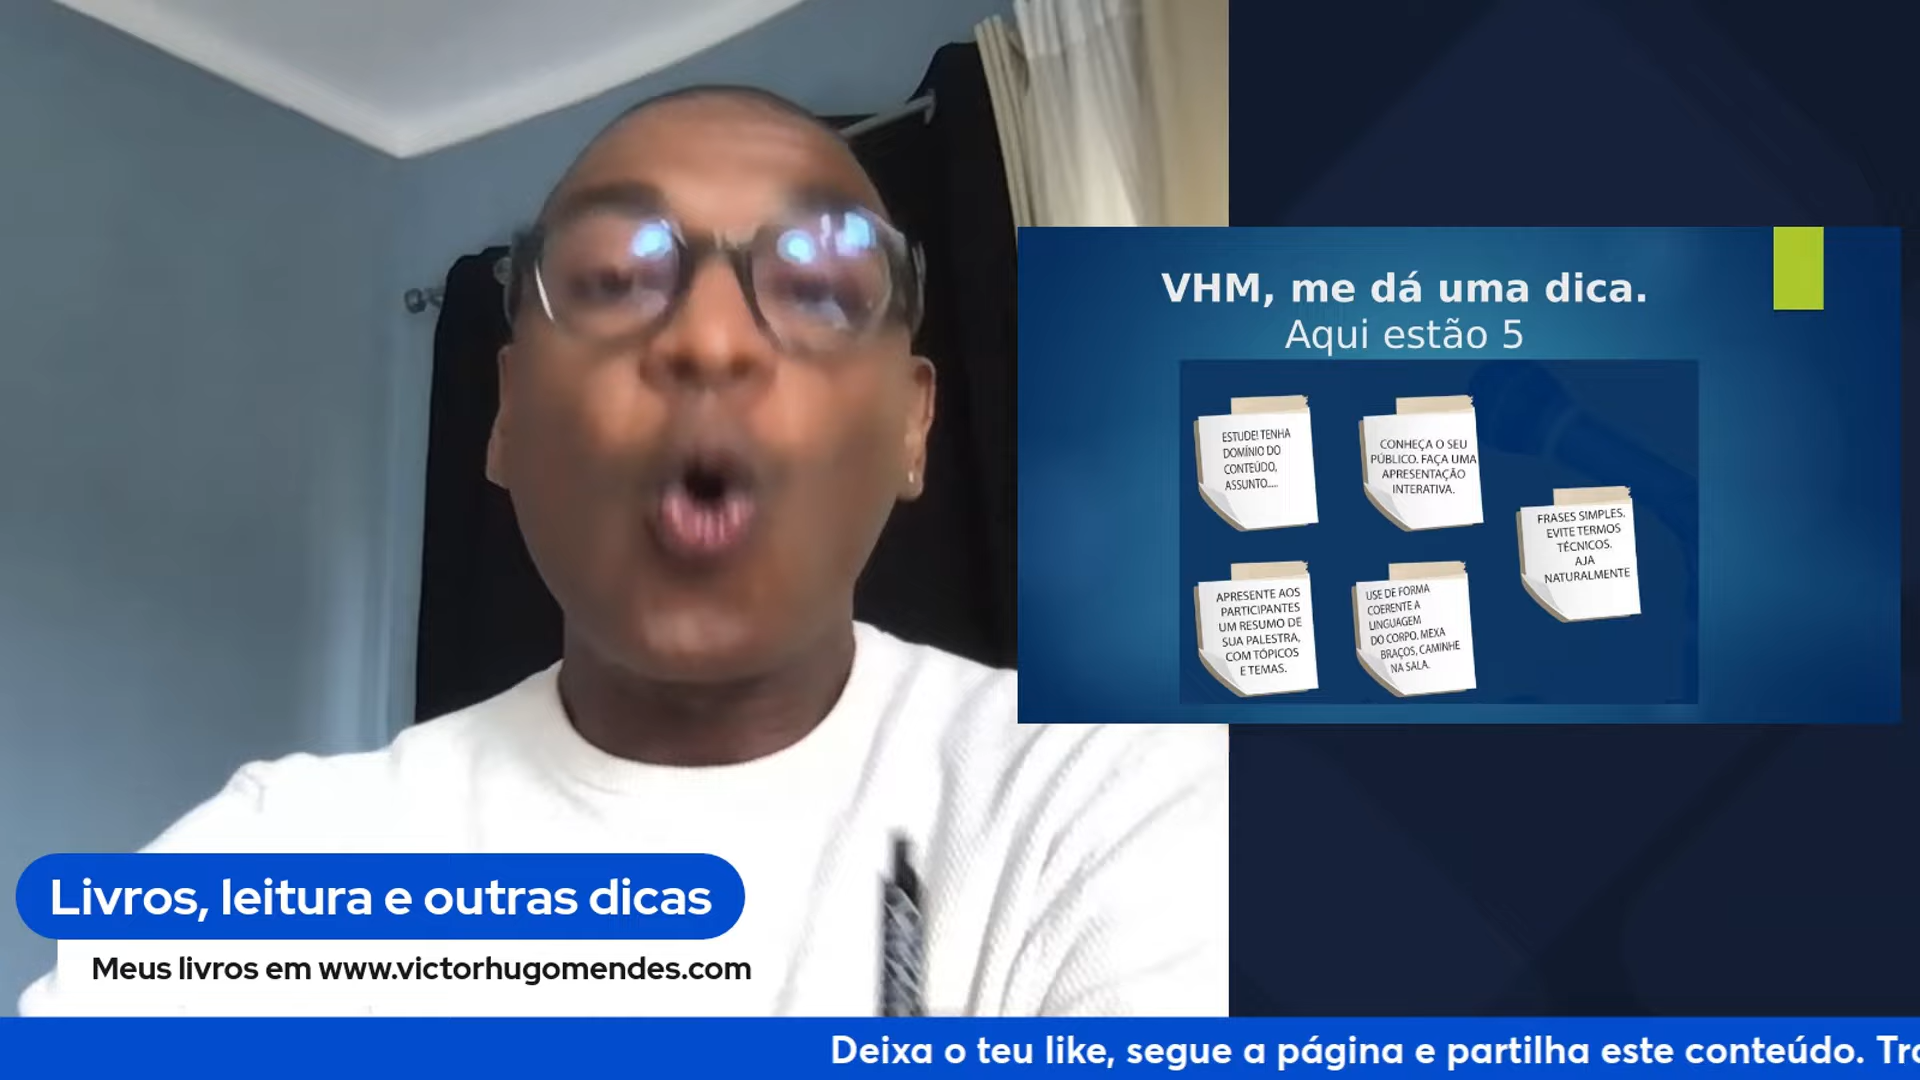 VHM, me dá uma dica.
Aqui estão 5
ESTUDE! TENHA
DOMÍNIO DO
CONTEÚDO,
ASSUNTO....
CONHEÇA O SEU
PÚBLICO. FAÇA UMA
APRESENTAÇÃO
INTERATIVA.
FRASES SIMPLES.
EVITE TERMOS
TÉCNICOS.
AJA
NATURALMENTE
APRESENTE AOS
PARTICIPANTES
UM RESUMO DE
SUA PALESTRA,
COM TÓPICOS
E TEMAS.
USE DE FORMA
COERENTE A
LINGUAGEM
DO CORPO. MEXA
BRAÇOS, CAMINHE
NA SALA.
Livros, leitura e outras dicas
Meus livros em www.victorhugomendes.com
Deixa o teu like, segue a página e partilha este conteúdo.